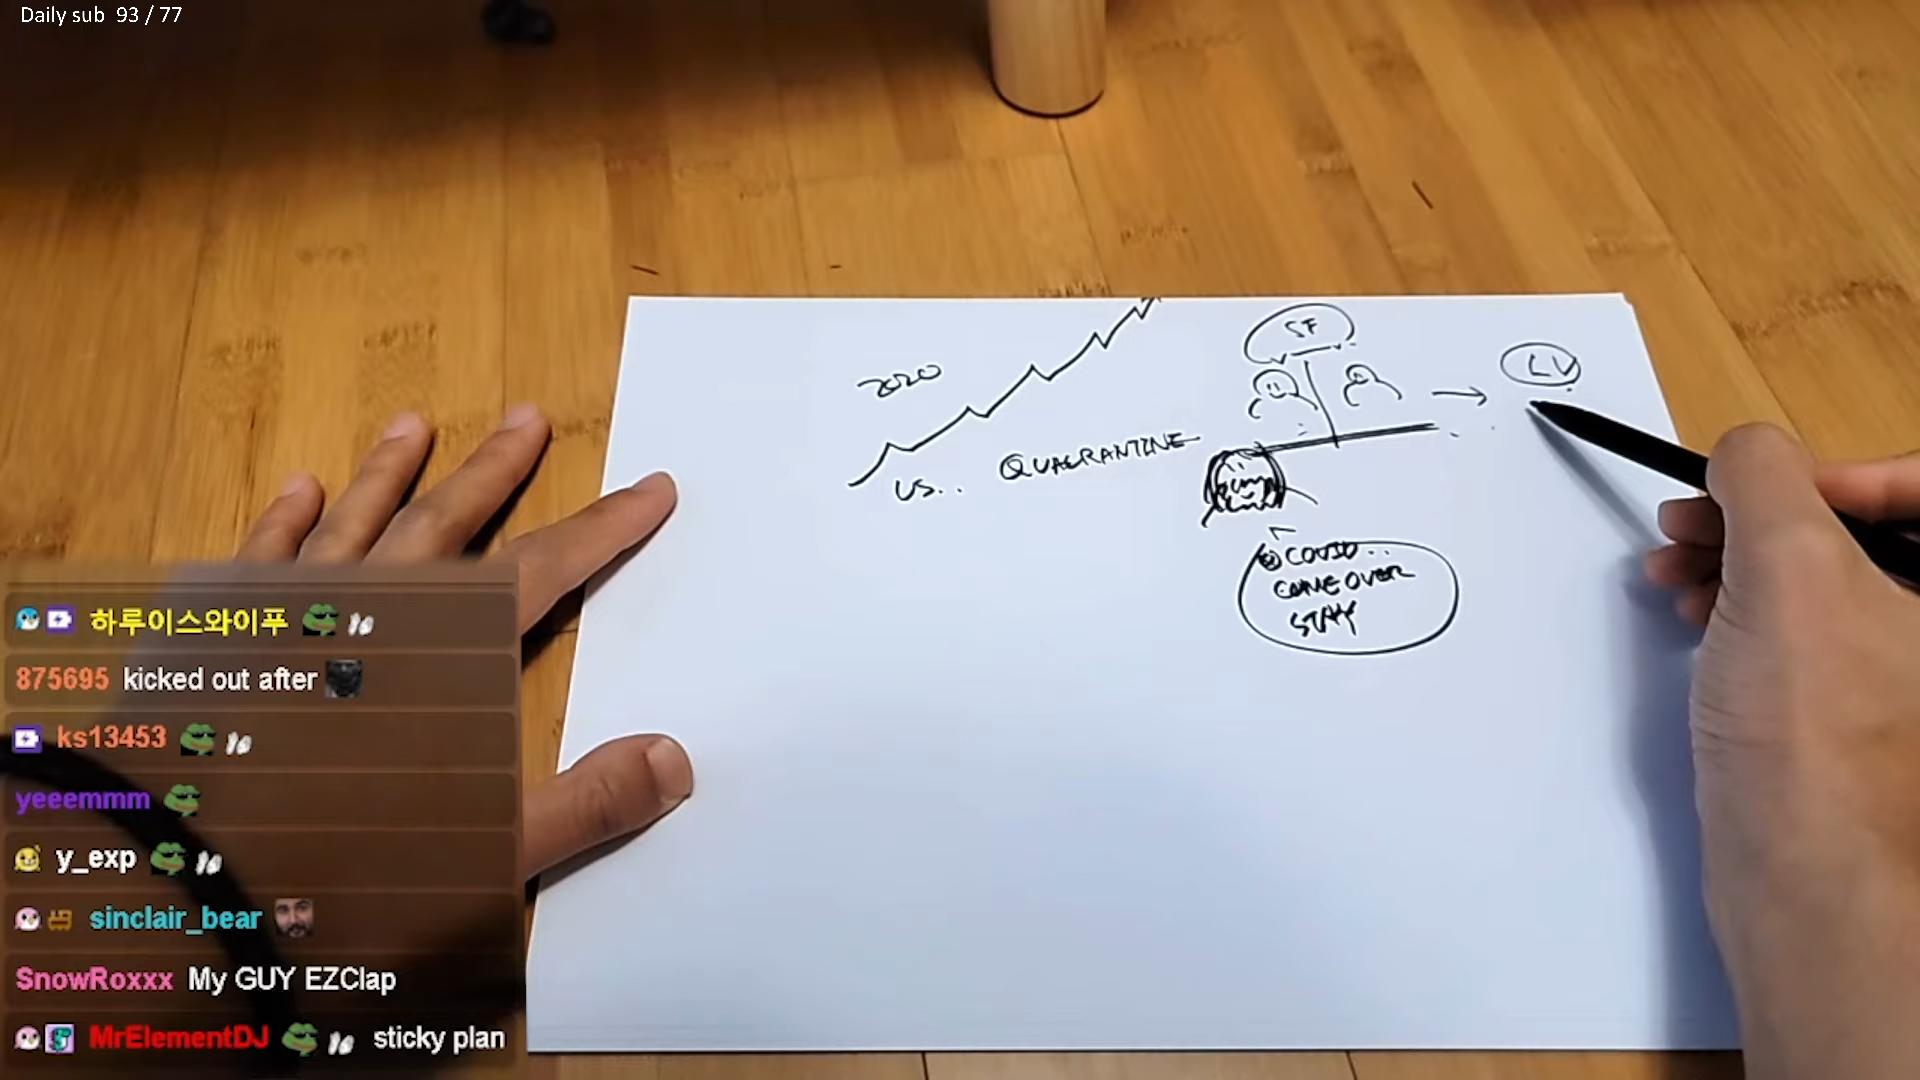 Daily sub 93 / 77
2020
US..
QUARANTINE
SF
LV
COVID..
COME OVER
STAY
하루이스와이푸
875695 kicked out after
ks13453
yeeemmm
y_exp
sinclair_bear
SnowRoxxx My GUY EZClap
MrElementDJ sticky plan